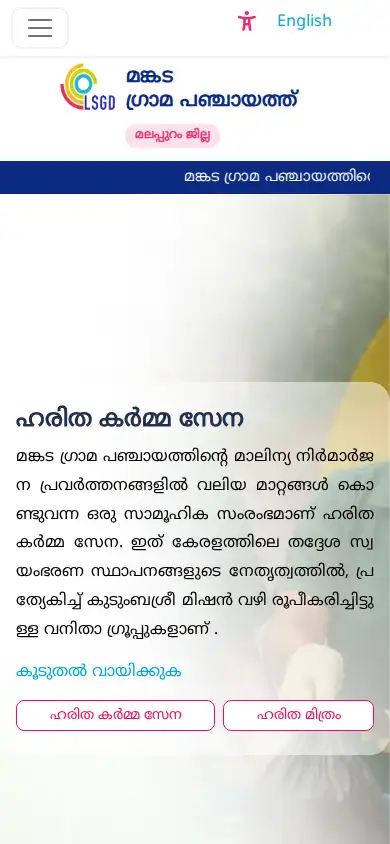 English
LSGD
മങ്കട
ഗ്രാമ പഞ്ചായത്ത്
മലപ്പുറം ജില്ല
മങ്കട ഗ്രാമ പഞ്ചായത്തിന്റെ
ഹരിത കർമ്മ സേന
മങ്കട ഗ്രാമ പഞ്ചായത്തിന്റെ മാലിന്യ നിർമാർജ
ന പ്രവർത്തനങ്ങളിൽ വലിയ മാറ്റങ്ങൾ കൊ
ണ്ടുവന്ന ഒരു സാമൂഹിക സംരംഭമാണ് ഹരിത
കർമ്മ സേന. ഇത് കേരളത്തിലെ തദ്ദേശ സ്വ
യംഭരണ സ്ഥാപനങ്ങളുടെ നേതൃത്വത്തിൽ, പ്ര
ത്യേകിച്ച് കുടുംബശ്രീ മിഷൻ വഴി രൂപീകരിച്ചിട്ടു
ള്ള വനിതാ ഗ്രൂപ്പുകളാണ് .
കൂടുതൽ വായിക്കുക
ഹരിത കർമ്മ സേന
ഹരിത മിത്രം